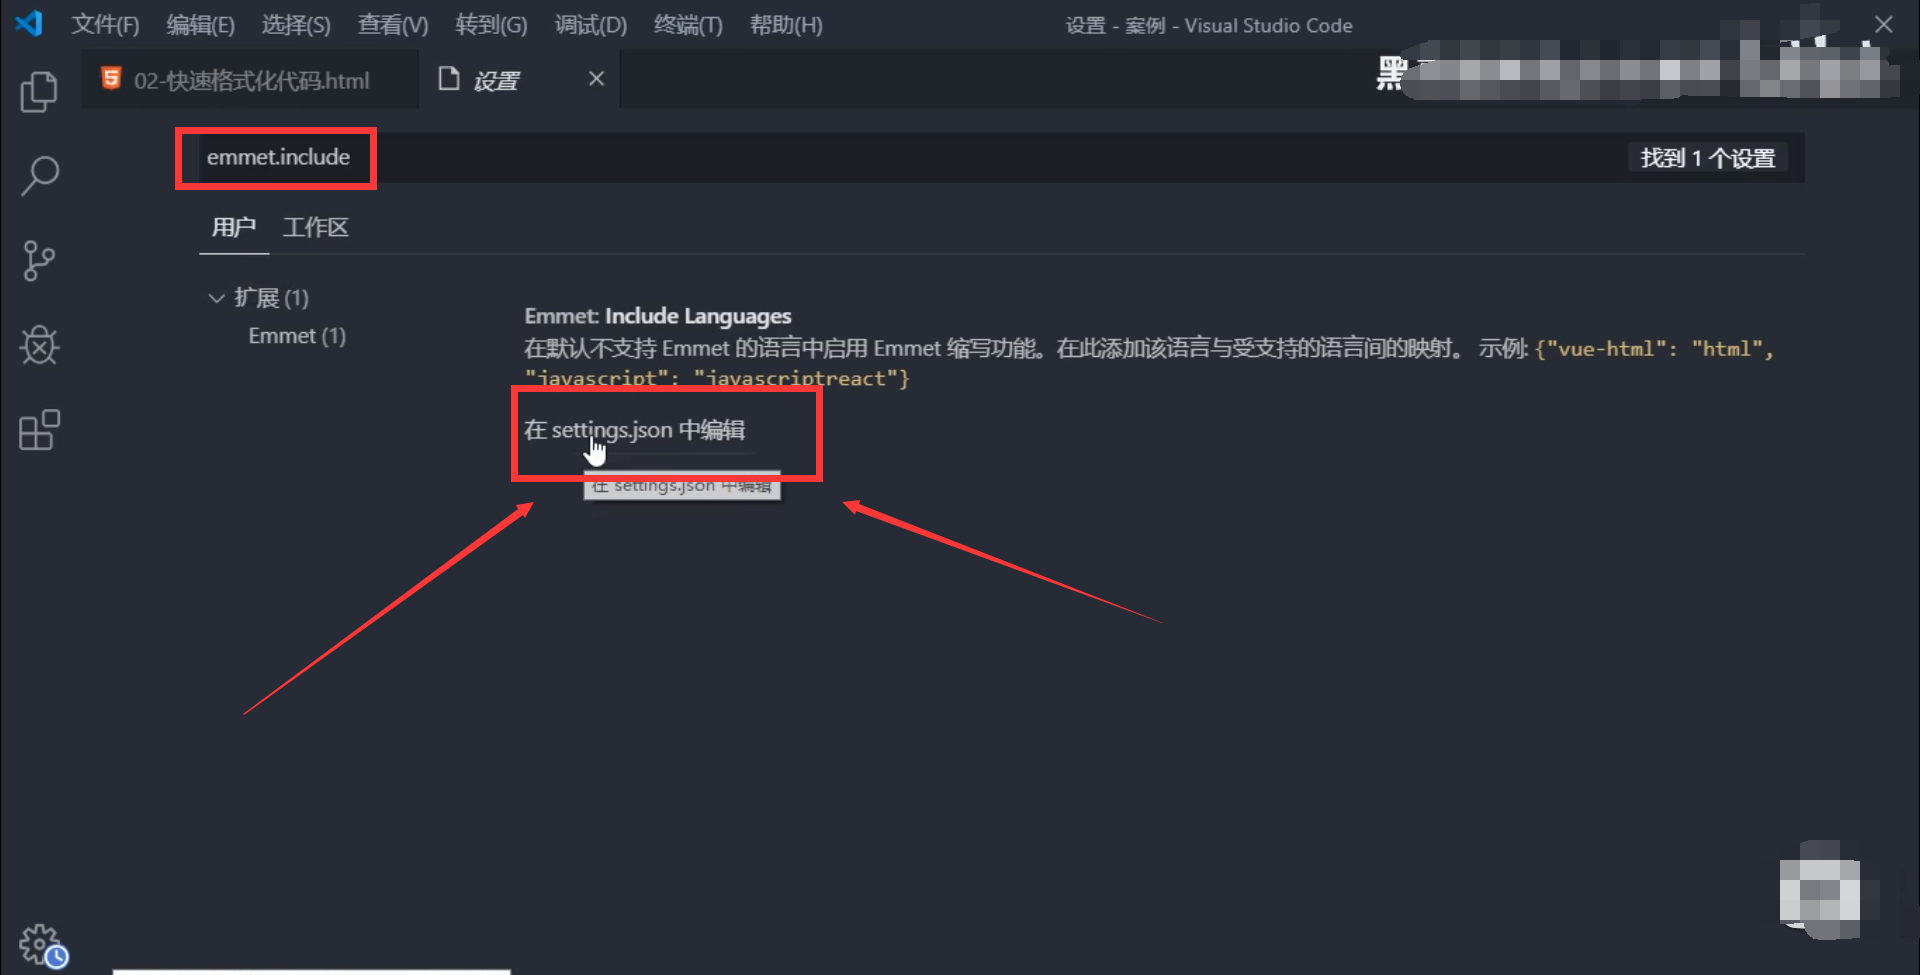 文件(F) 编辑(E) 选择(S) 查看(V) 转到(G) 调试(D) 终端(T) 帮助(H) 设置 - 案例 - Visual Studio Code
02-快速格式化代码.html 设置
黑
emmet.include 找到 1 个设置
用户 工作区
扩展 (1)
Emmet (1)
Emmet: Include Languages
在默认不支持 Emmet 的语言中启用 Emmet 缩写功能。在此添加该语言与受支持的语言间的映射。 示例: {"vue-html": "html",
"javascript": "javascriptreact"}
在 settings.json 中编辑
在 settings.json 中编辑